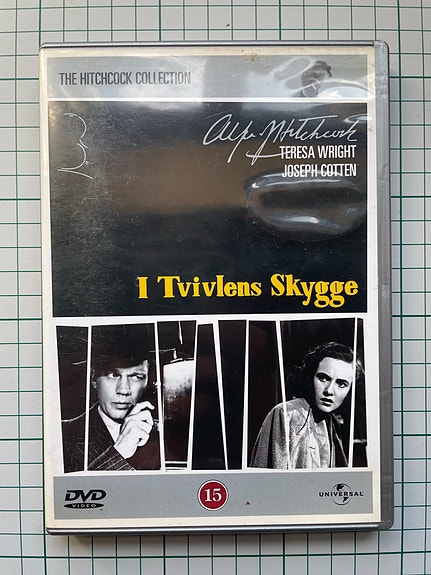 THE HITCHCOCK COLLECTION
Alfred Hitchcock
TERESA WRIGHT
JOSEPH COTTEN
I Tvivlens Skygge
DVD
VIDEO
15
UNIVERSAL